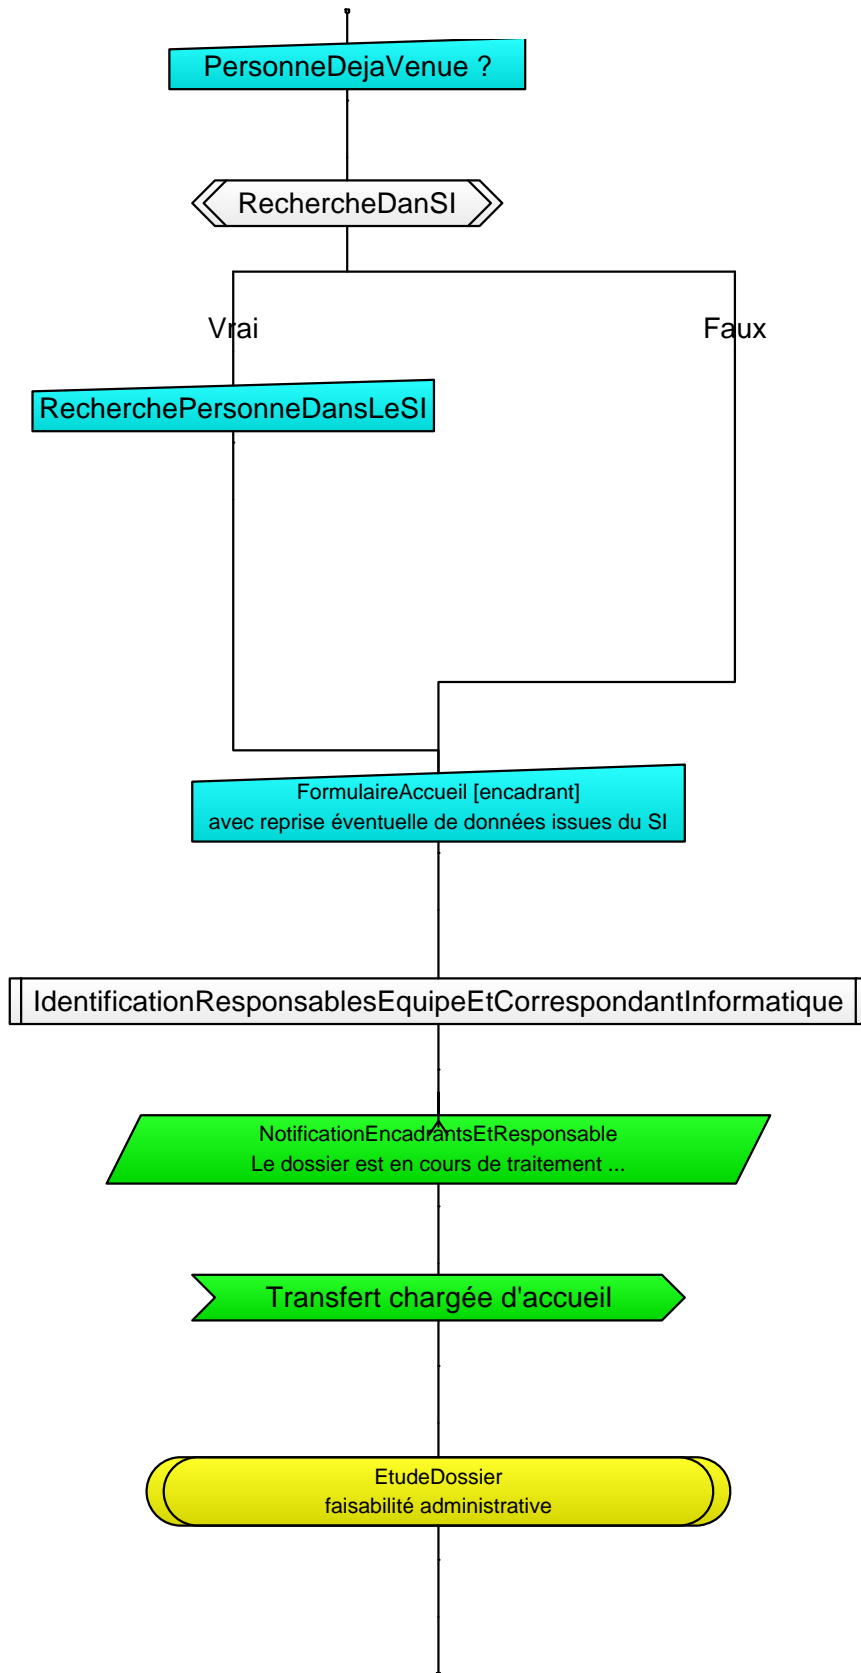 PersonneDejaVenue ?
RechercheDanSI
Vrai
Faux
RecherchePersonneDansLeSI
FormulaireAccueil [encadrant]
avec reprise éventuelle de données issues du SI
IdentificationResponsablesEquipeEtCorrespondantInformatique
NotificationEncadrantsEtResponsable
Le dossier est en cours de traitement ...
Transfert chargée d'accueil
EtudeDossier
faisabilité administrative